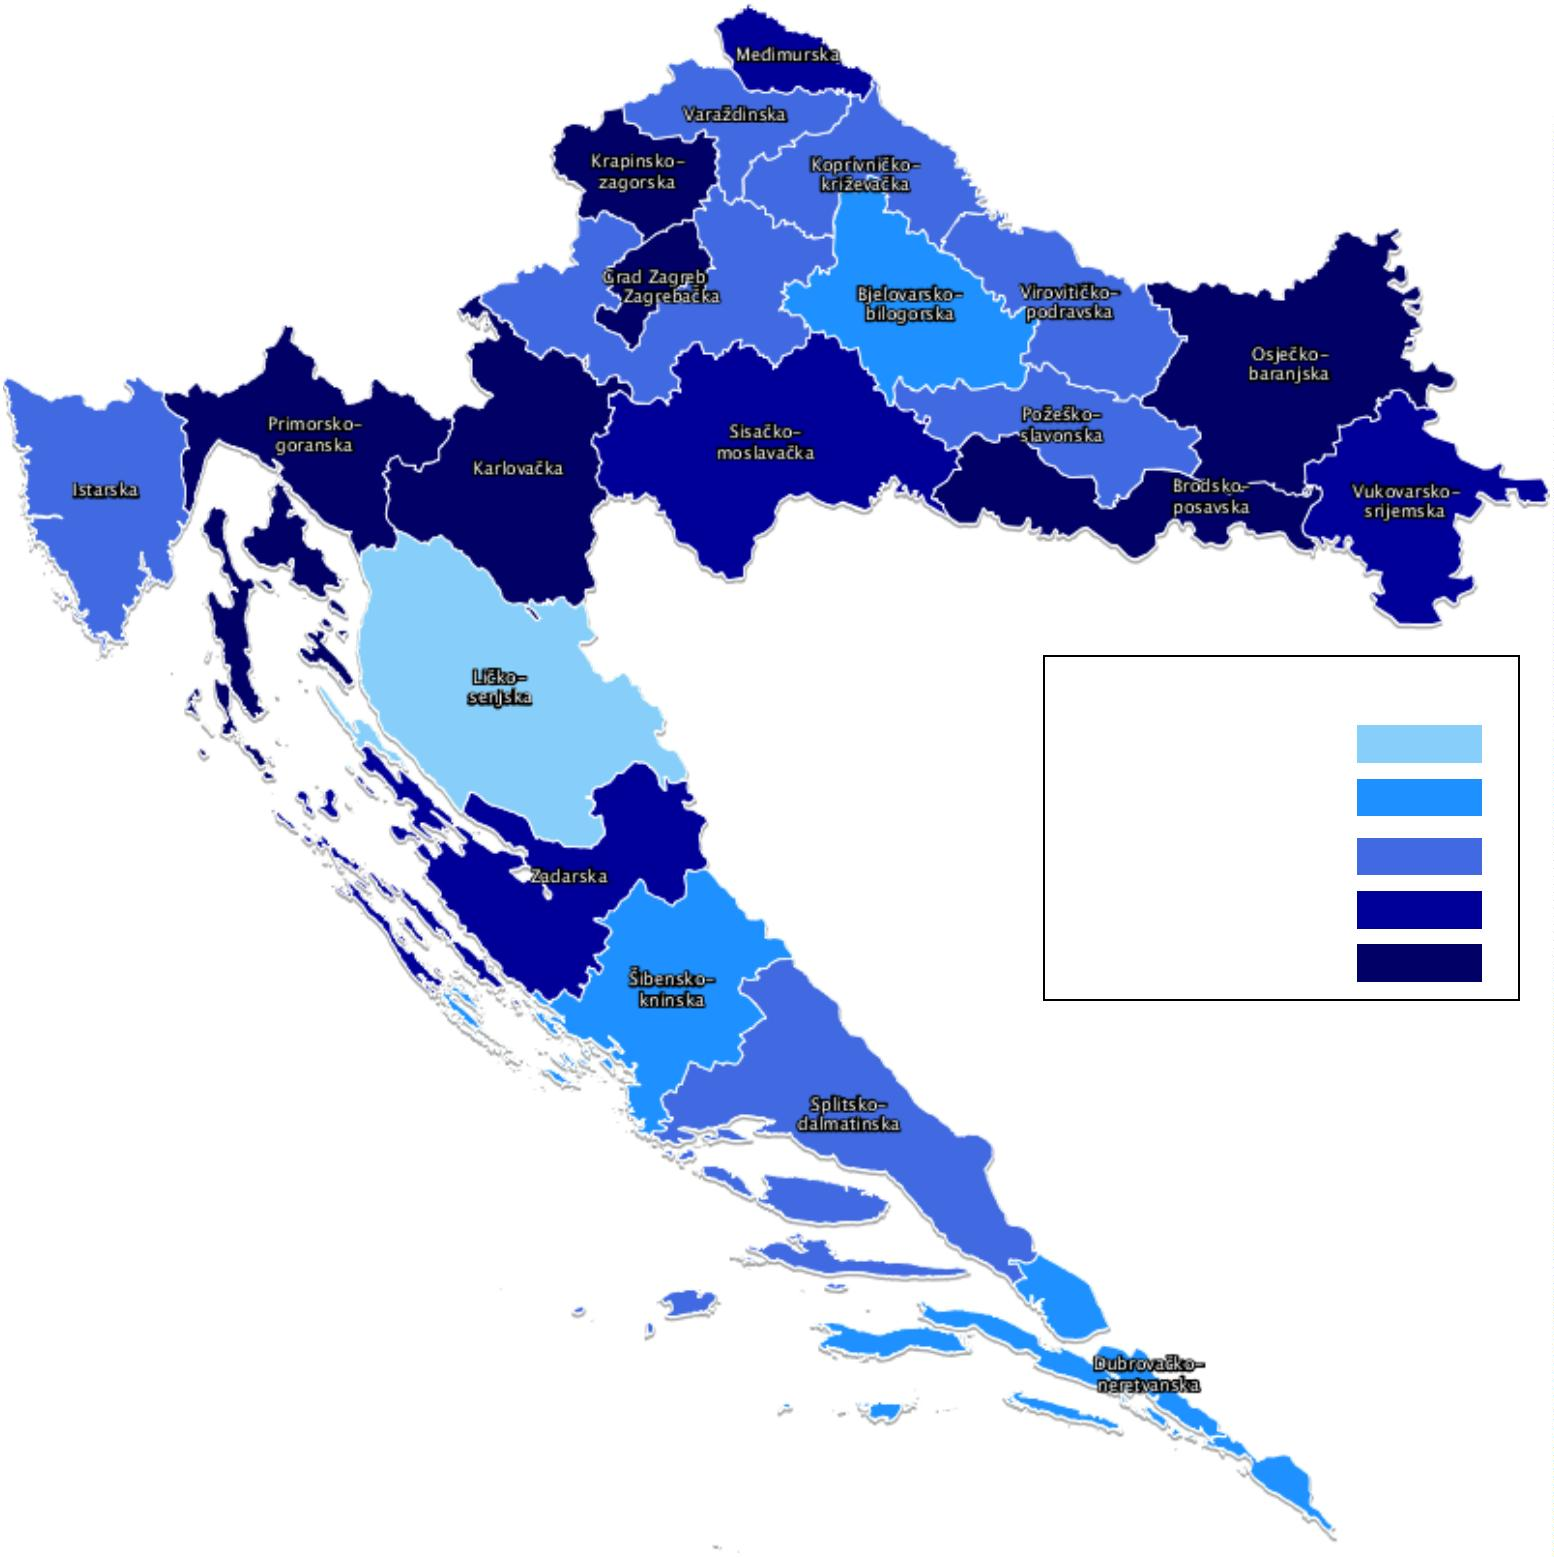 Međimurska
Varaždinska
Krapinsko-
zagorska
Koprivničko-
križevačka
Grad Zagreb
Zagrebačka
Bjelovarsko-
bilogorska
Virovitičko-
podravska
Osječko-
baranjska
Primorsko-
goranska
Karlovačka
Sisačko-
moslavačka
Požeško-
slavonska
Istarska
Brodsko-
posavska
Vukovarsko-
srijemska
Ličko-
senjska
Zadarska
Šibensko-
kninska
Splitsko-
dalmatinska
Dubrovačko-
neretvanska